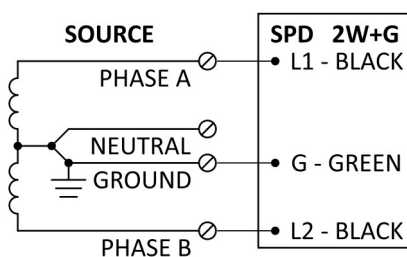 SOURCE
SPD 2W+G
PHASE A
L1 - BLACK
NEUTRAL
GROUND
G - GREEN
PHASE B
L2 - BLACK